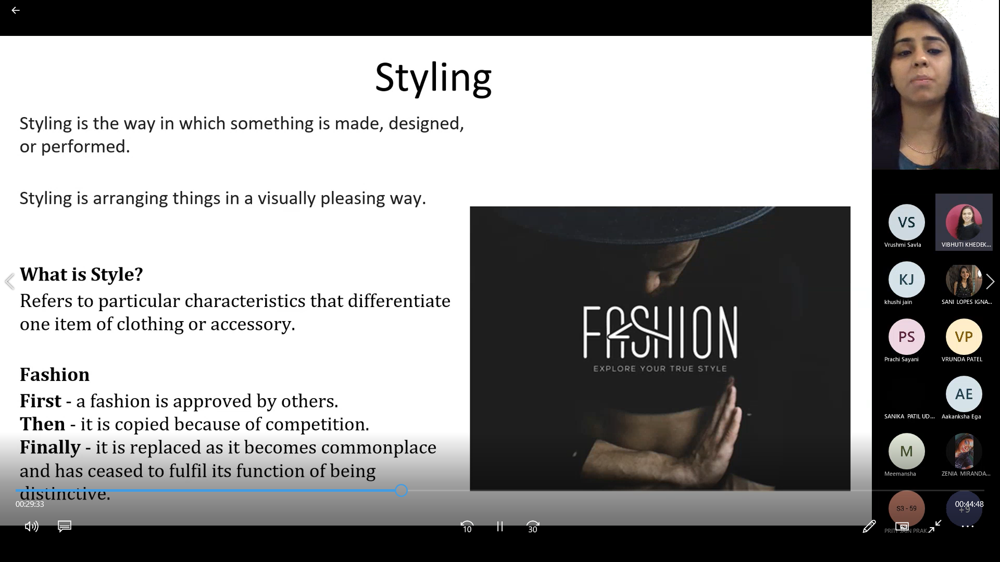 Styling
Styling is the way in which something is made, designed,
or performed.
Styling is arranging things in a visually pleasing way.
What is Style?
Refers to particular characteristics that differentiate
one item of clothing or accessory.
Fashion
First - a fashion is approved by others.
Then - it is copied because of competition.
Finally - it is replaced as it becomes commonplace
and has ceased to fulfil its function of being
distinctive.
FASHION
EXPLORE YOUR TRUE STYLE
VS
Vrushmi Savla
VIBHUTI KHEDEK...
KJ
khushi jain
SANI LOPES IGNA...
PS
Prachi Sayani
VP
VRUNDA PATEL
SANIKA PATIL UD...
AE
Aakanksha Ega
M
Meemansha
ZENIA MIRANDA...
S3 - 59
PRITI JAIN PRAK...
+9
00:29:33
00:44:48
10
30